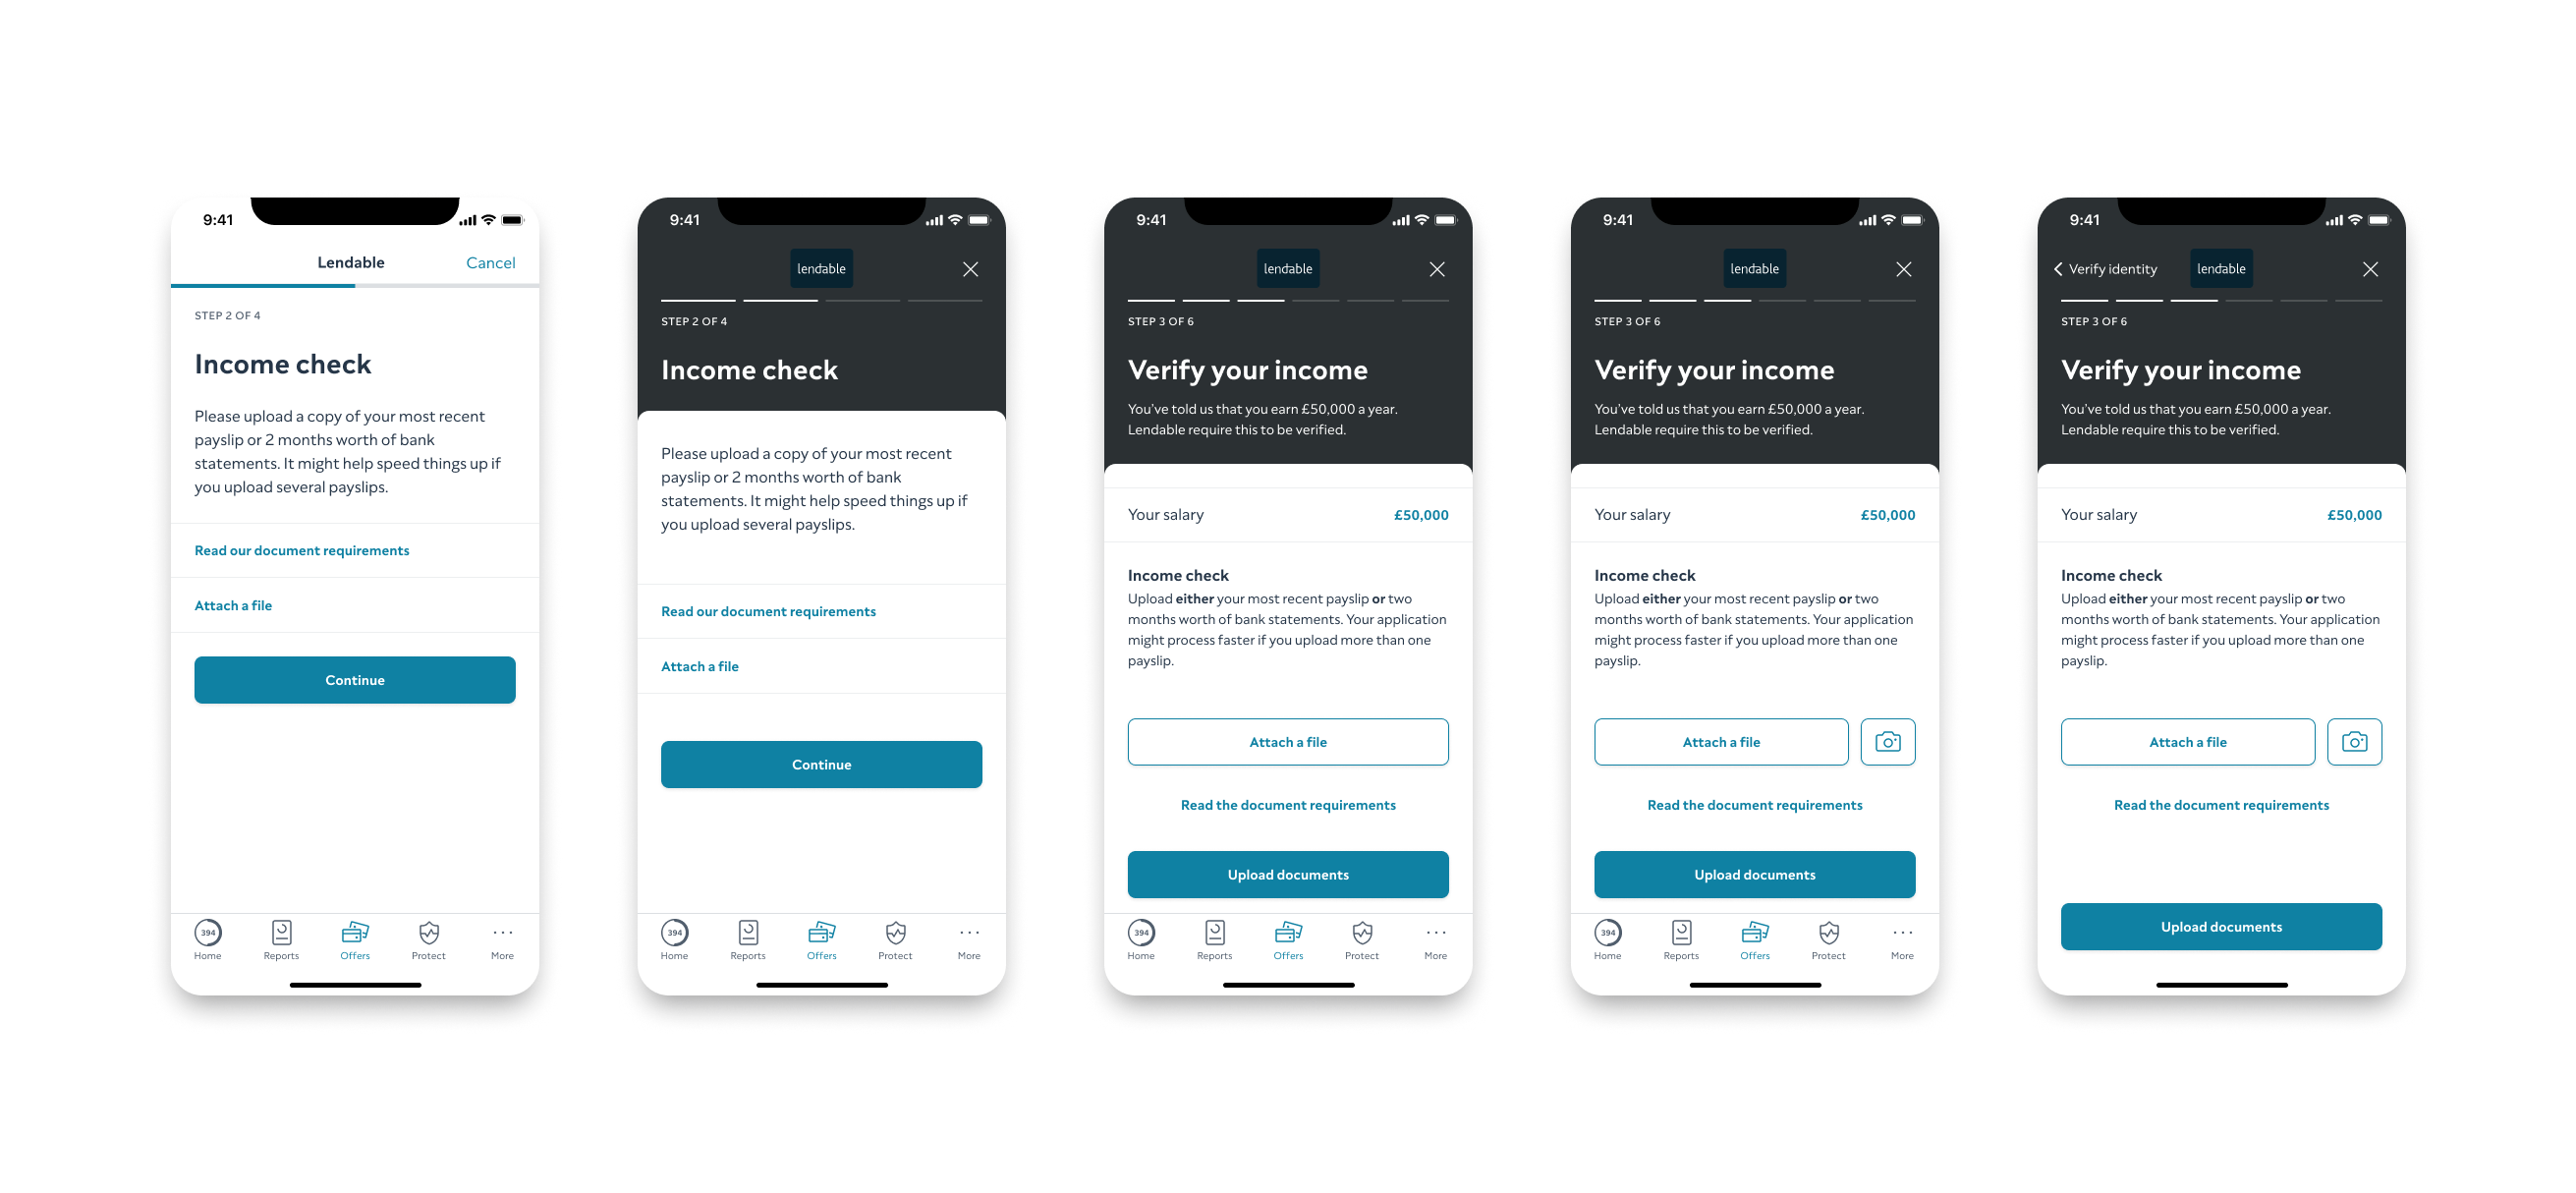 9:41
Lendable
Cancel
STEP 2 OF 4
Income check
Please upload a copy of your most recent
payslip or 2 months worth of bank
statements. It might help speed things up if
you upload several payslips.
Read our document requirements
Attach a file
Continue
394
Home
Reports
Offers
Protect
More
9:41
lendable
STEP 2 OF 4
Income check
Please upload a copy of your most recent
payslip or 2 months worth of bank
statements. It might help speed things up if
you upload several payslips.
Read our document requirements
Attach a file
Continue
394
Home
Reports
Offers
Protect
More
9:41
lendable
STEP 3 OF 6
Verify your income
You've told us that you earn £50,000 a year.
Lendable require this to be verified.
Your salary
£50,000
Income check
Upload either your most recent payslip or two
months worth of bank statements. Your application
might process faster if you upload more than one
payslip.
Attach a file
Read the document requirements
Upload documents
394
Home
Reports
Offers
Protect
More
9:41
lendable
STEP 3 OF 6
Verify your income
You've told us that you earn £50,000 a year.
Lendable require this to be verified.
Your salary
£50,000
Income check
Upload either your most recent payslip or two
months worth of bank statements. Your application
might process faster if you upload more than one
payslip.
Attach a file
Read the document requirements
Upload documents
394
Home
Reports
Offers
Protect
More
9:41
Verify identity
lendable
STEP 3 OF 6
Verify your income
You've told us that you earn £50,000 a year.
Lendable require this to be verified.
Your salary
£50,000
Income check
Upload either your most recent payslip or two
months worth of bank statements. Your application
might process faster if you upload more than one
payslip.
Attach a file
Read the document requirements
Upload documents